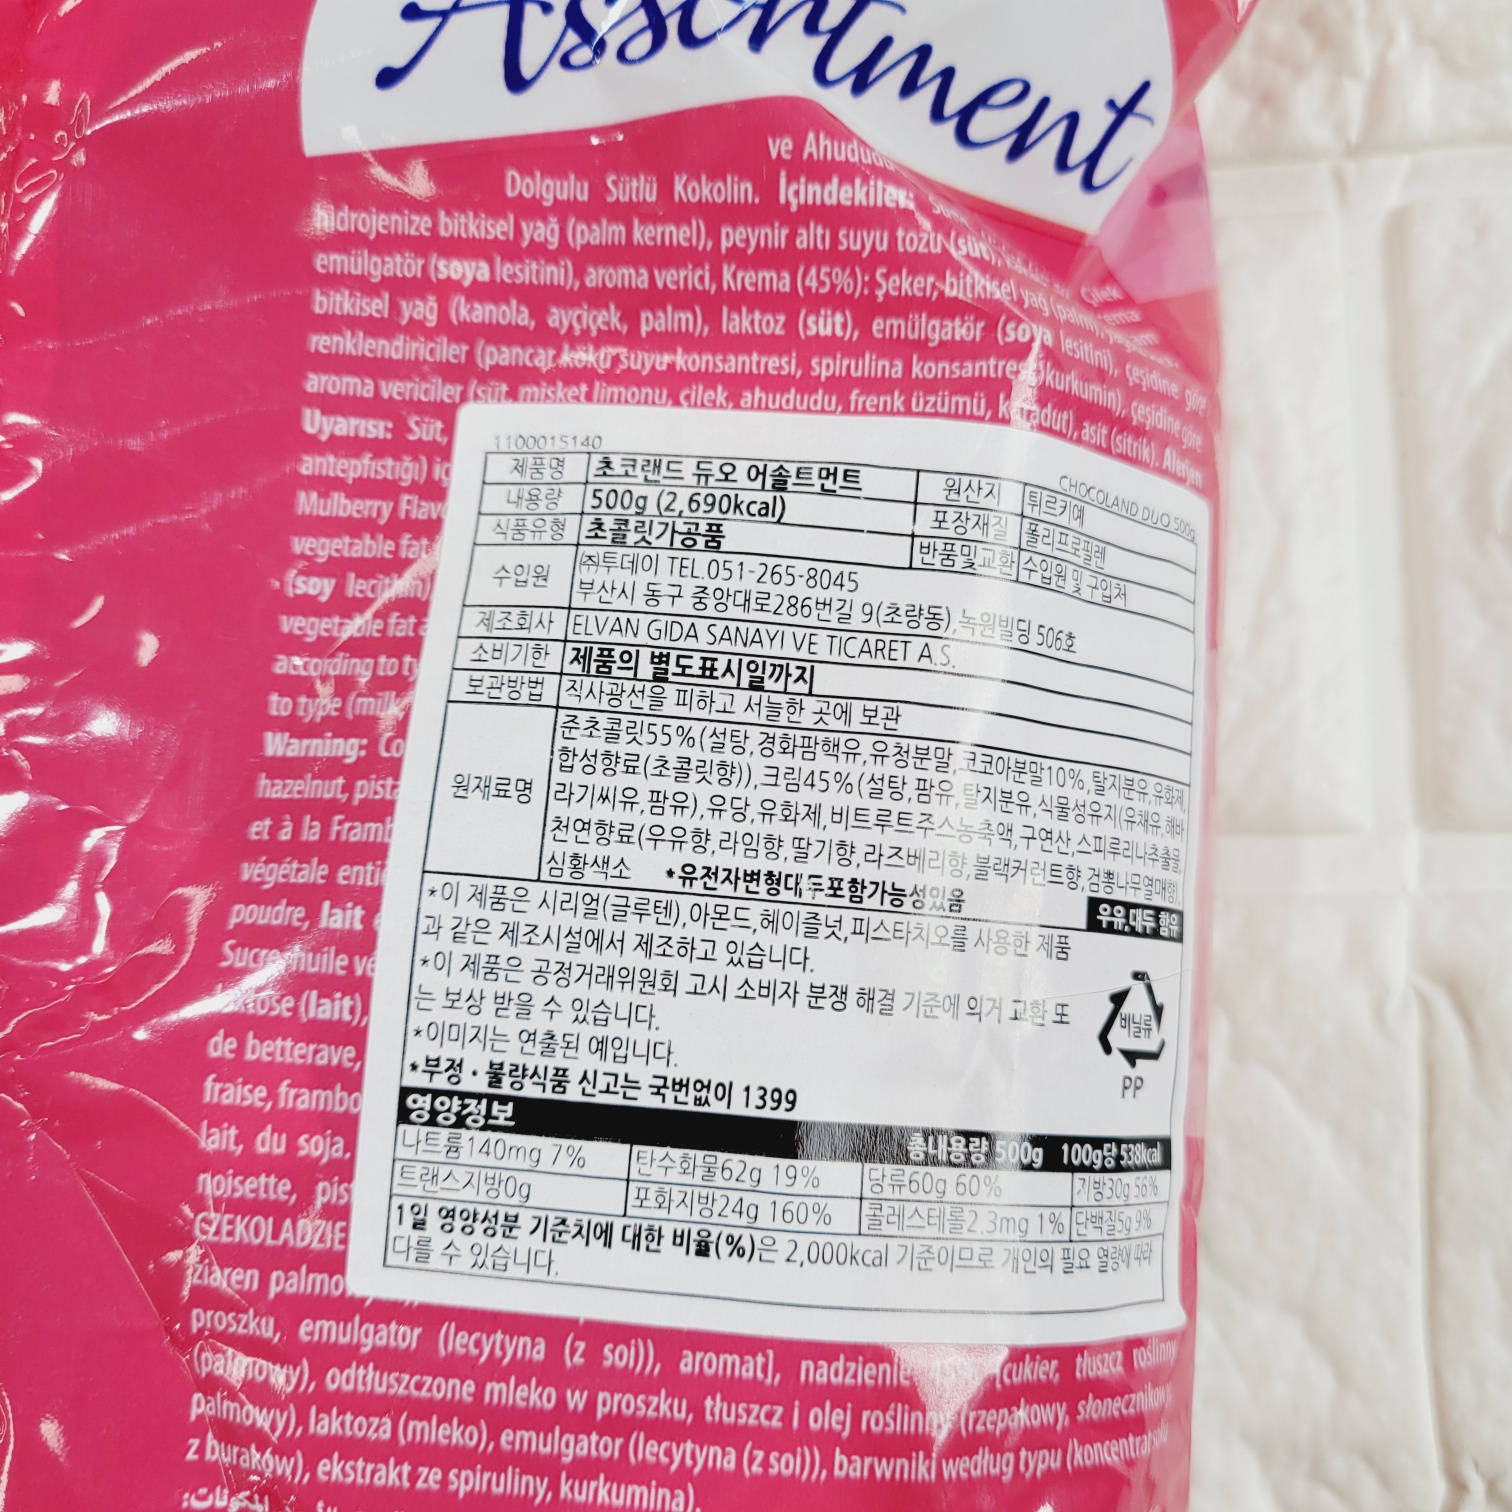 Assortment
ve
Dolgulu Sütlü Kokolin. İçindekiler:
hidrojenize bitkisel yağ (palm kernel), peynir altı suyu tozu (süt),
emülgatör (soya lesitini), aroma verici, Krema (45%): Şeker, bitkisel yağ (palm),
bitkisel yağ (kanola, ayçiçek, palm), laktoz (süt), emülgatör (soya lesitini), çeşidine göre
renklendiriciler (pancar kökü suyu konsantresi, spirulina konsantresi, kurkumin), çeşidine göre
aroma vericiler (süt, misket limonu, çilek, ahududu, frenk üzümü, karadut), asit (sitrik). Alerjen
Uyarısı: Süt,
antepfıstığı)
Mulberry
vegetable fat
(soy lecithin)
vegetable fat
according to
to type (milk,
Warning:
hazelnut,
et à la
végétale
poudre, lait
Sucre, huile
lactose (lait),
de betterave,
fraise,
lait, du soja.
noisette,
CZEKOLADZIE
palmo
1100015140
CHOCOLAND DUO 500g
제품명 초코랜드 듀오 어솔트먼트 원산지 튀르키예
내용량 500g (2,690kcal) 포장재질 폴리프로필렌
식품유형 초콜릿가공품 반품및교환 수입원 및 구입처
수입원 ㈜투데이 TEL.051-265-8045
부산시 동구 중앙대로286번길 9(초량동), 녹원빌딩 506호
제조회사 ELVAN GIDA SANAYI VE TICARET A.S.
소비기한 제품의 별도표시일까지
보관방법 직사광선을 피하고 서늘한 곳에 보관
원재료명 준초콜릿55%(설탕,경화팜핵유,유청분말,코코아분말10%,탈지분유,유화제,
합성향료(초콜릿향)),크림45%(설탕,팜유,탈지분유,식물성유지(유채유,해바
라기씨유,팜유),유당,유화제,비트루트주스농축액,구연산,스피루리나추출물,
천연향료(우유향,라임향,딸기향,라즈베리향,블랙커런트향,검뽕나무열매향),
심황색소 *유전자변형대두포함가능성있음 우유,대두 함유
*이 제품은 시리얼(글루텐),아몬드,헤이즐넛,피스타치오를 사용한 제품
과 같은 제조시설에서 제조하고 있습니다.
*이 제품은 공정거래위원회 고시 소비자 분쟁 해결 기준에 의거 교환 또
는 보상 받을 수 있습니다.
*이미지는 연출된 예입니다.
*부정·불량식품 신고는 국번없이 1399
비닐류
PP
영양정보 총내용량 500g 100g당 538kcal
나트륨140mg 7% 탄수화물62g 19% 당류60g 60% 지방30g 56%
트랜스지방0g 포화지방24g 160% 콜레스테롤2.3mg 1% 단백질5g 9%
1일 영양성분 기준치에 대한 비율(%)은 2,000kcal 기준이므로 개인의 필요 열량에 따라
다를 수 있습니다.
proszku, emulgator (lecytyna (z soi)), aromat], nadzienie [cukier, tłuszcz roślinny
(palmowy), odtłuszczone mleko w proszku, tłuszcz i olej roślinny (rzepakowy, słonecznikowy
palmowy), laktoza (mleko), emulgator (lecytyna (z soi)), barwniki według typu (koncentrat
z buraków), ekstrakt ze spiruliny, kurkumina),